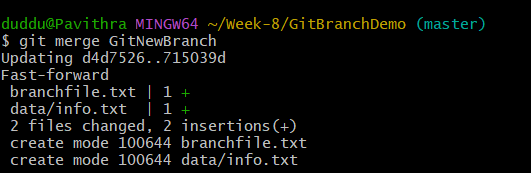 duddu@Pavithra MINGW64 ~/Week-8/GitBranchDemo (master)
$ git merge GitNewBranch
Updating d4d7526..715039d
Fast-forward
 branchfile.txt | 1 +
 data/info.txt  | 1 +
 2 files changed, 2 insertions(+)
 create mode 100644 branchfile.txt
 create mode 100644 data/info.txt